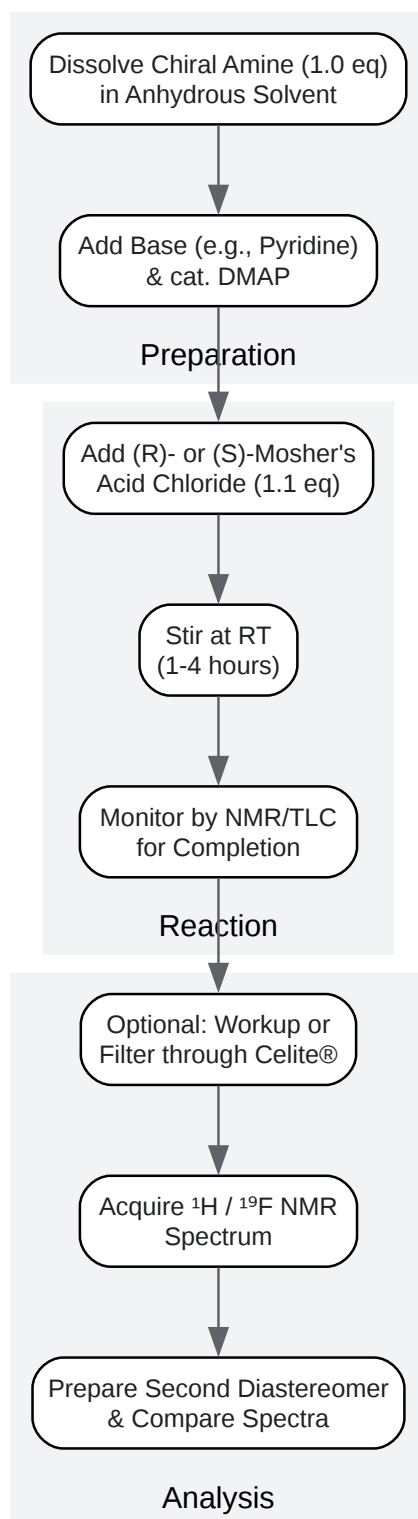 Dissolve Chiral Amine (1.0 eq)
in Anhydrous Solvent
Add Base (e.g., Pyridine)
& cat. DMAP
Preparation
Add (R)- or (S)-Mosher's
Acid Chloride (1.1 eq)
Stir at RT
(1-4 hours)
Monitor by NMR/TLC
for Completion
Reaction
Optional: Workup or
Filter through Celite®
Acquire ¹H / ¹⁹F NMR
Spectrum
Prepare Second Diastereomer
& Compare Spectra
Analysis